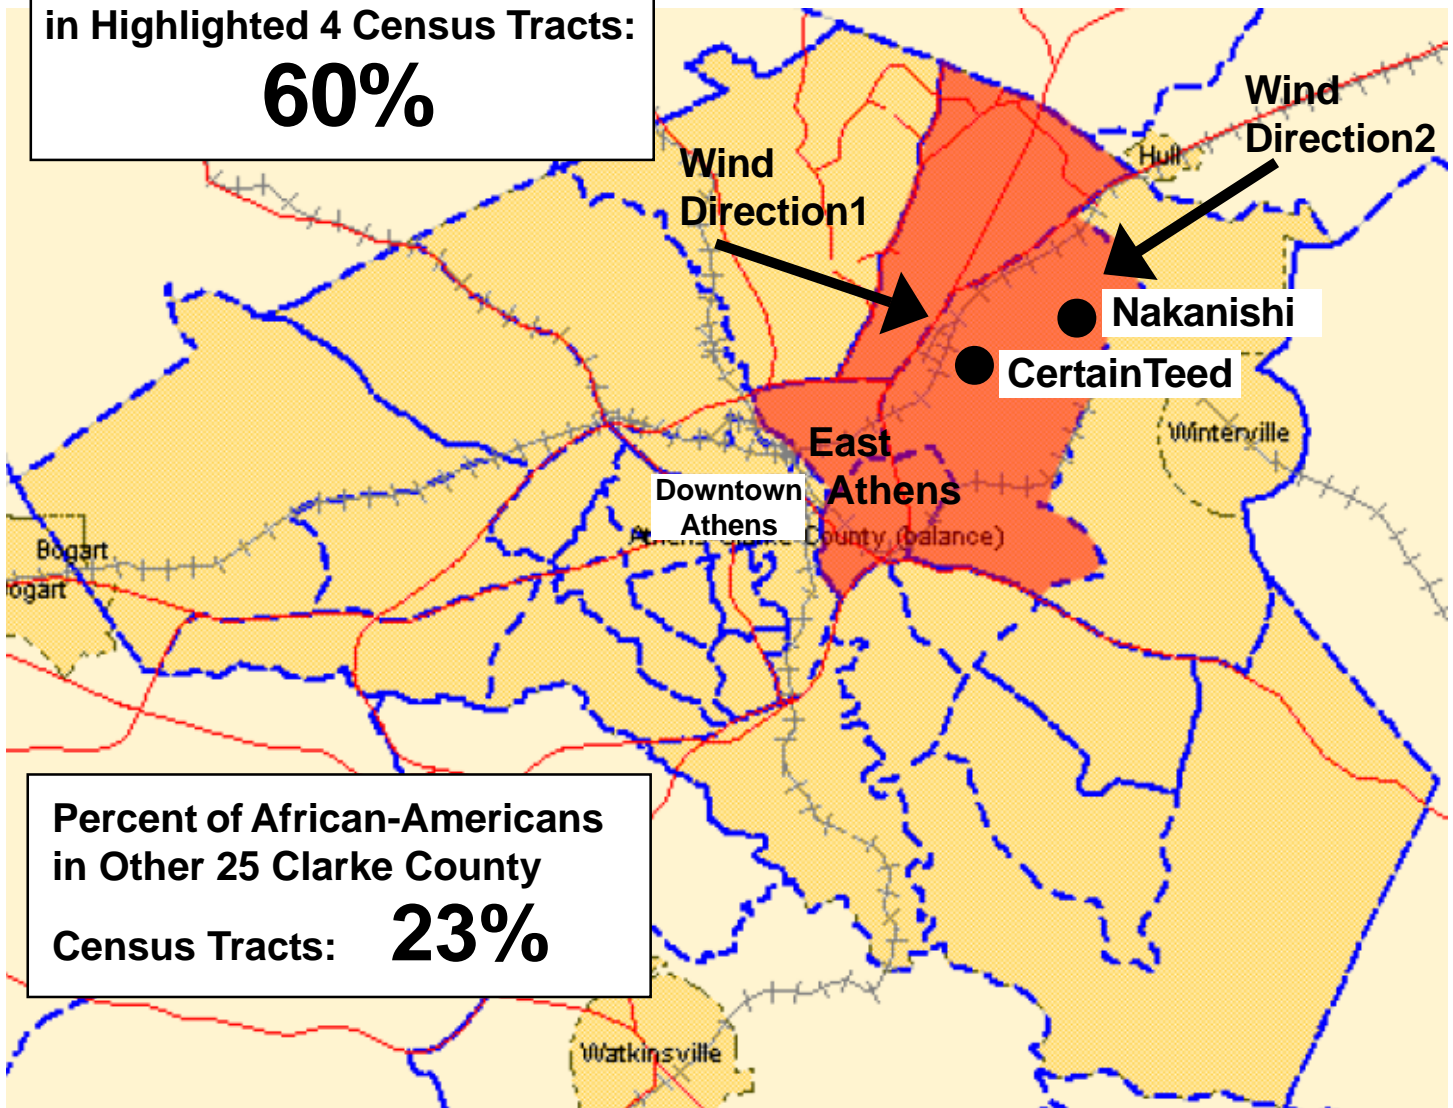 in Highlighted 4 Census Tracts:
60%
Wind
Direction1
Wind
Direction2
Hull
Nakanishi
CertainTeed
Winterville
East
Athens
Downtown
Athens
County (balance)
Bogart
ogart
Percent of African-Americans
in Other 25 Clarke County
Census Tracts: 23%
Watkinsville